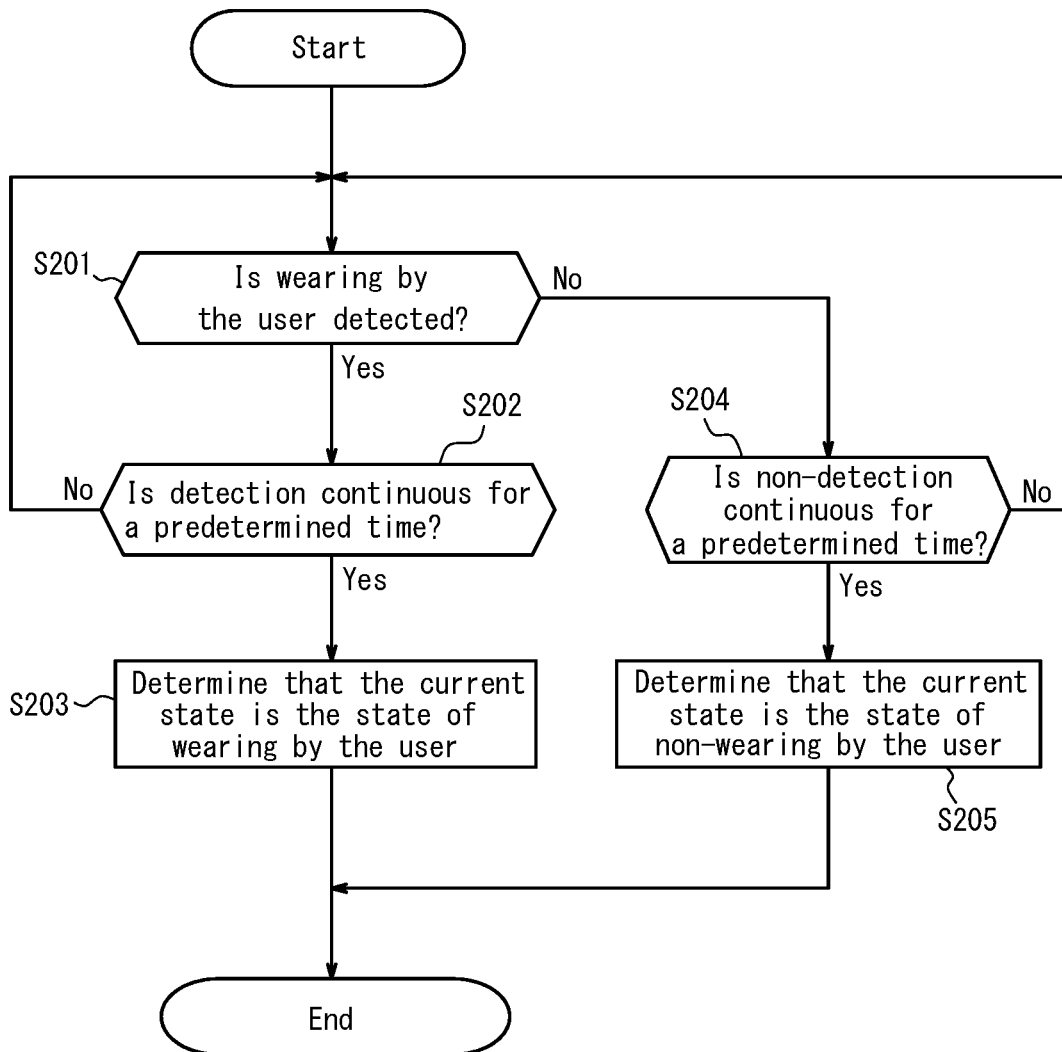 Start
S201
Is wearing by
the user detected?
No
Yes
S202
No
Is detection continuous for
a predetermined time?
Yes
S204
Is non-detection
continuous for
a predetermined time?
No
Yes
S203
Determine that the current
state is the state of
wearing by the user
Determine that the current
state is the state of
non-wearing by the user
S205
End